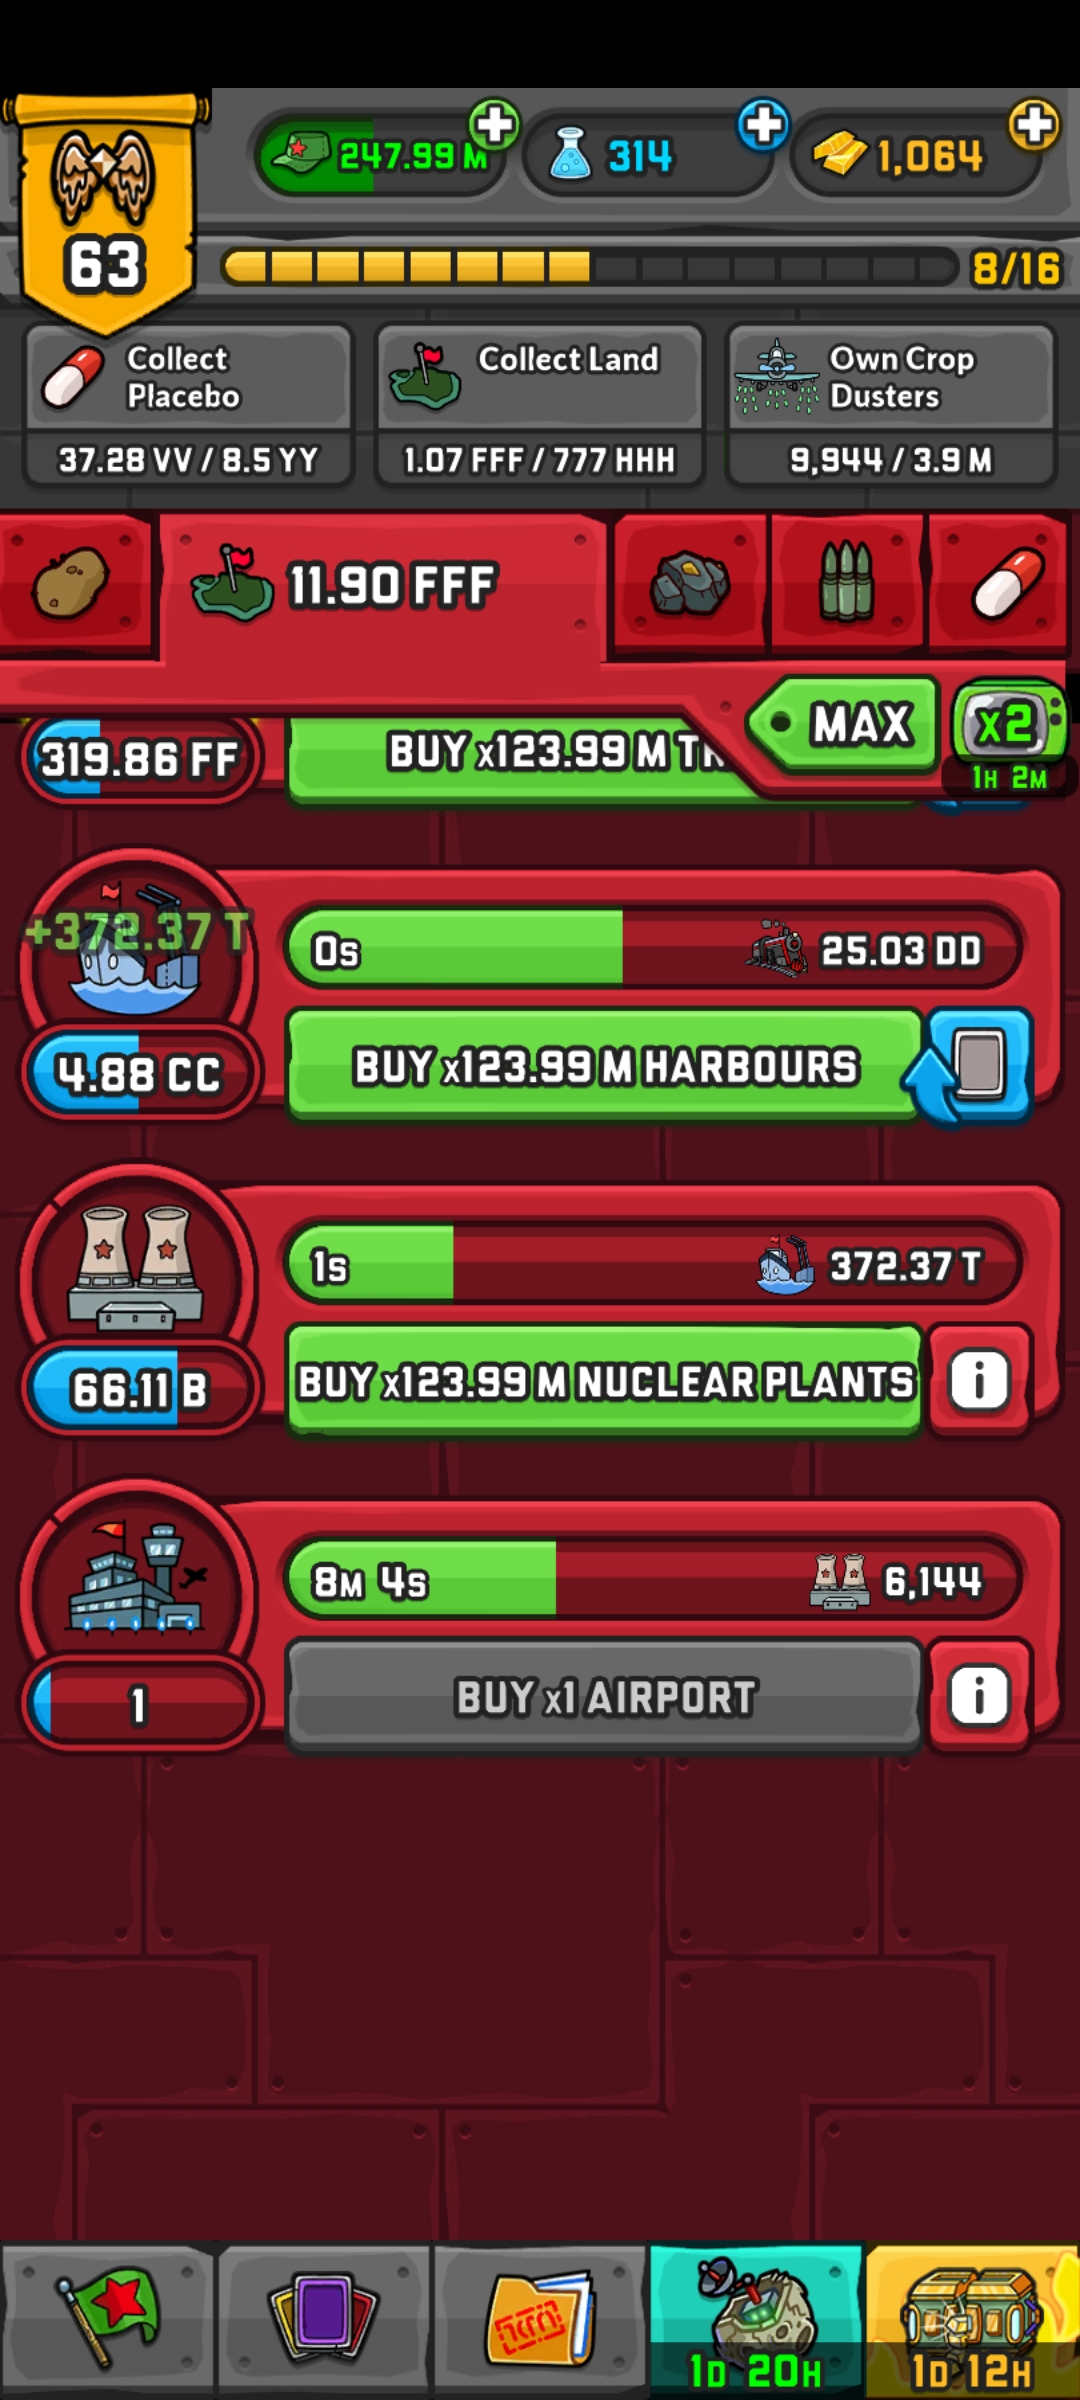 247.99 M
314
1,064
63
8/16
Collect
Placebo
37.28 VV / 8.5 YY
Collect Land
1.07 FFF / 777 HHH
Own Crop
Dusters
9,944 / 3.9 M
11.90 FFF
MAX
x2
1H 2M
319.86 FF
BUY x123.99 M
+372.37 T
0s
25.03 DD
4.88 CC
BUY x123.99 M HARBOURS
1s
372.37 T
66.11 B
BUY x123.99 M NUCLEAR PLANTS
i
8M 4s
6,144
1
BUY x1 AIRPORT
i
1D 20H
1D 12H